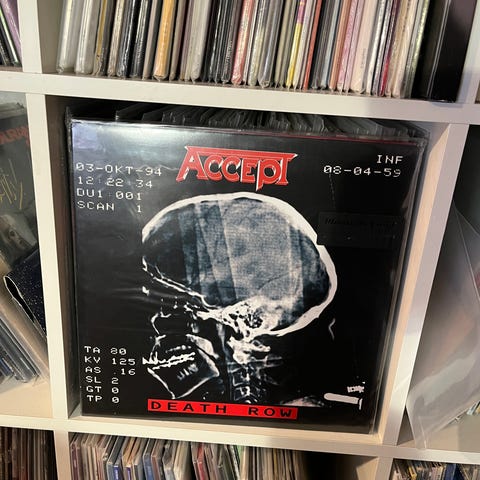 ACCEPT
03-OKT-94
12:22:34
DU1 001
SCAN 1
INF
08-04-59
TA 80
KV 125
AS .16
SL 2
GT 0
TP 0
DEATH ROW